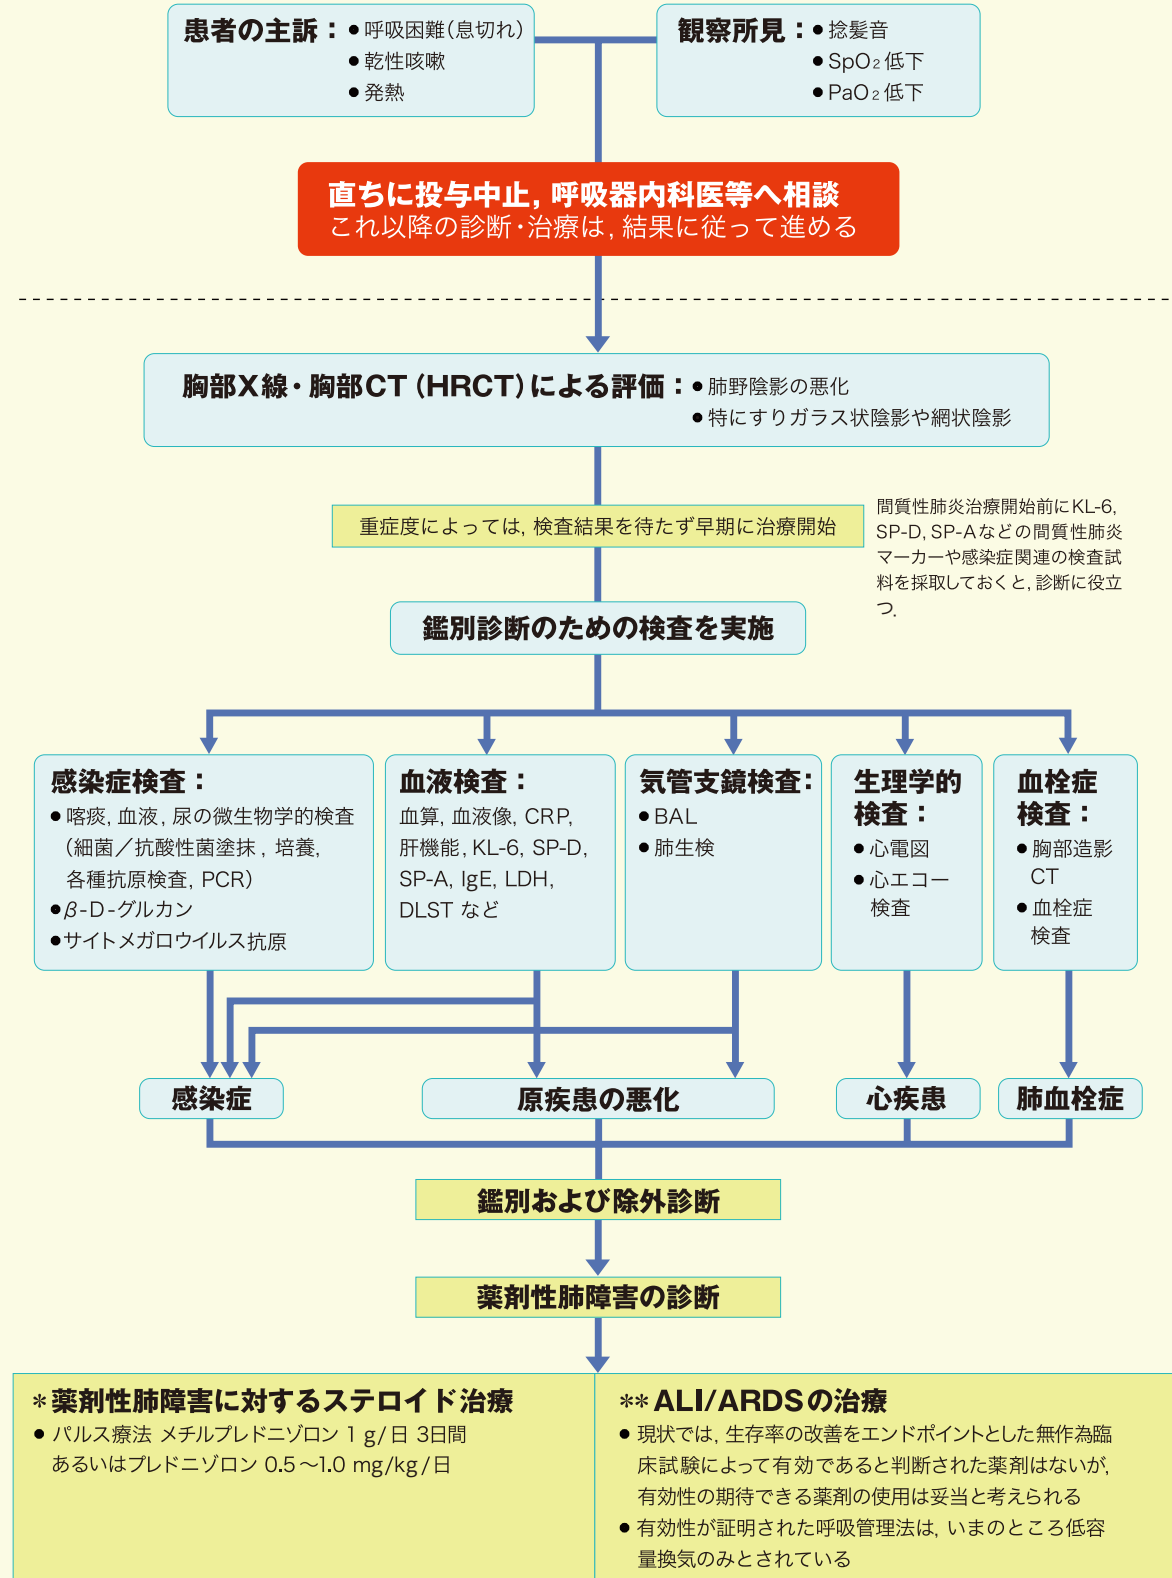 患者の主訴：●呼吸困難（息切れ）
●乾性咳嗽
●発熱
観察所見：●捻髪音
●SpO₂低下
●PaO₂低下
直ちに投与中止，呼吸器内科医等へ相談
これ以降の診断・治療は，結果に従って進める
胸部X線・胸部CT（HRCT）による評価：●肺野陰影の悪化
●特にすりガラス状陰影や網状陰影
重症度によっては，検査結果を待たず早期に治療開始
間質性肺炎治療開始前にKL-6,
SP-D, SP-Aなどの間質性肺炎
マーカーや感染症関連の検査試
料を採取しておくと，診断に役立
つ．
鑑別診断のための検査を実施
感染症検査：
●喀痰，血液，尿の微生物学的検査
（細菌／抗酸性菌塗抹，培養，
各種抗原検査，PCR）
●β-D-グルカン
●サイトメガロウイルス抗原
血液検査：
血算，血液像，CRP，
肝機能，KL-6，SP-D，
SP-A，IgE，LDH，
DLST など
気管支鏡検査：
●BAL
●肺生検
生理学的
検査：
●心電図
●心エコー
検査
血栓症
検査：
●胸部造影
CT
●血栓症
検査
感染症
原疾患の悪化
心疾患
肺血栓症
鑑別および除外診断
薬剤性肺障害の診断
＊薬剤性肺障害に対するステロイド治療
●パルス療法 メチルプレドニゾロン 1 g/日 3日間
あるいはプレドニゾロン 0.5〜1.0 mg/kg/日
＊＊ALI/ARDSの治療
●現状では，生存率の改善をエンドポイントとした無作為臨
床試験によって有効であると判断された薬剤はないが，
有効性の期待できる薬剤の使用は妥当と考えられる
●有効性が証明された呼吸管理法は，いまのところ低容
量換気のみとされている